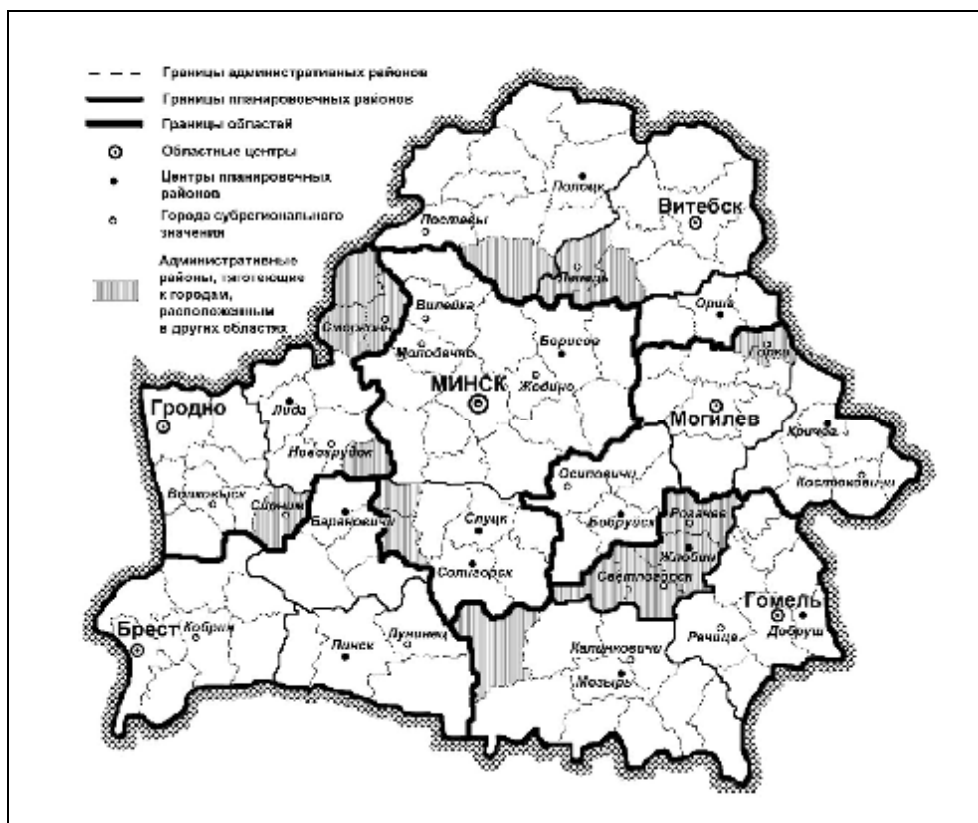 Границы административных районов
Границы планировочных районов
Границы областей
Областные центры
Центры планировочных
районов
Города субрегионального
значения
Административные
районы, тяготеющие
к городам,
расположенным
в других областях
Полоцк
Поставы
Витебск
Лепель
Вилейка
Орша
Сморгонь
Молодечно
Борисов
Горки
Жодино
МИНСК
Гродно
Лида
Могилев
Кричев
Новогрудок
Осиповичи
Костюковичи
Волковыск
Слоним
Барановичи
Слуцк
Бобруйск
Рогачев
Жлобин
Солигорск
Светлогорск
Гомель
Брест
Кобрин
Лунинец
Речица
Добруш
Пинск
Калинковичи
Мозырь